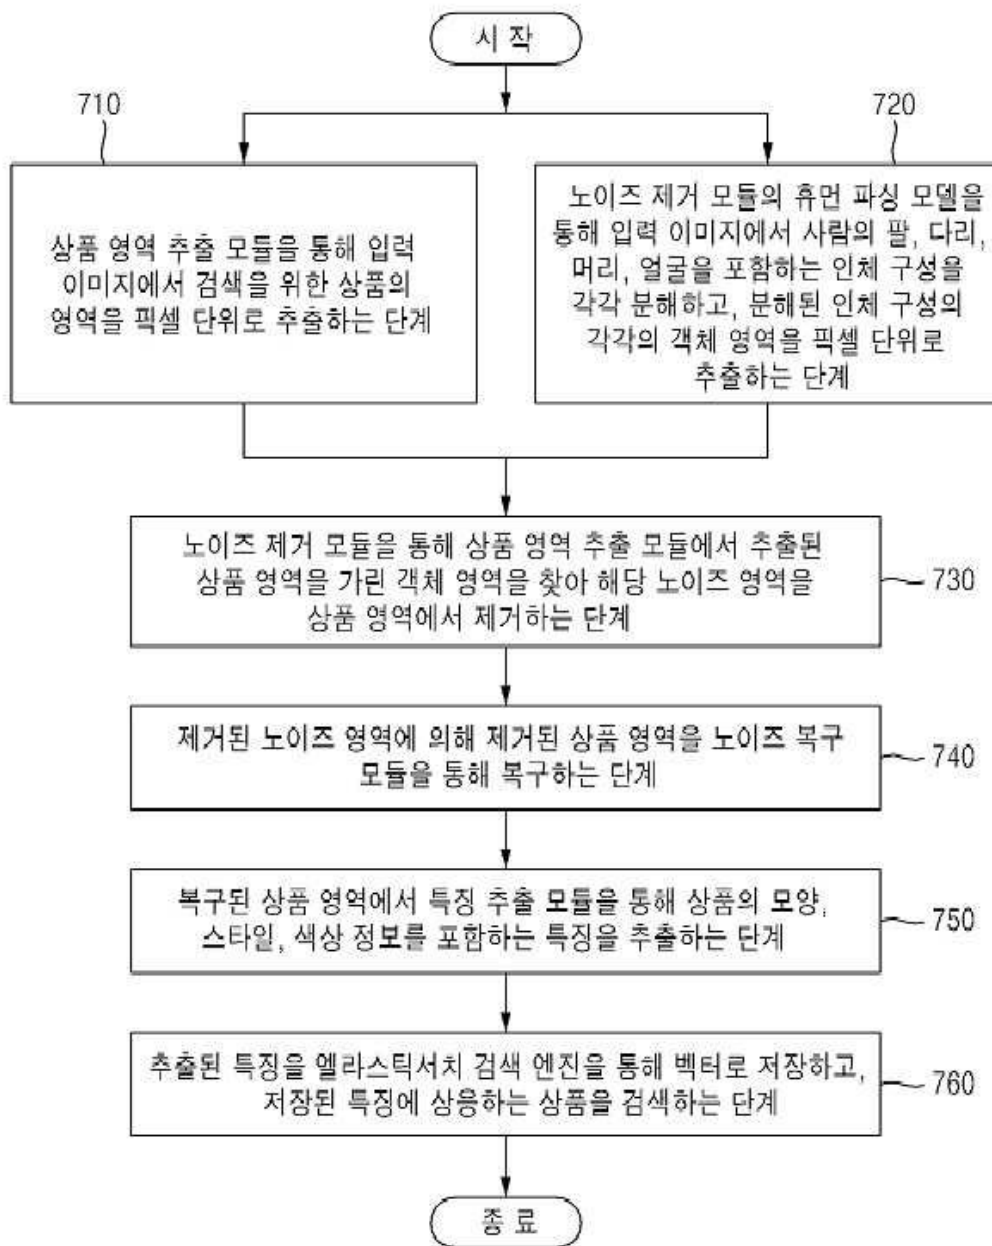 시 작
710
720
상품 영역 추출 모듈을 통해 입력
이미지에서 검색을 위한 상품의
영역을 픽셀 단위로 추출하는 단계
노이즈 제거 모듈의 휴먼 파싱 모델을
통해 입력 이미지에서 사람의 팔, 다리,
머리, 얼굴을 포함하는 인체 구성을
각각 분해하고, 분해된 인체 구성의
각각의 객체 영역을 픽셀 단위로
추출하는 단계
노이즈 제거 모듈을 통해 상품 영역 추출 모듈에서 추출된
상품 영역을 가린 객체 영역을 찾아 해당 노이즈 영역을
상품 영역에서 제거하는 단계
730
제거된 노이즈 영역에 의해 제거된 상품 영역을 노이즈 복구
모듈을 통해 복구하는 단계
740
복구된 상품 영역에서 특징 추출 모듈을 통해 상품의 모양,
스타일, 색상 정보를 포함하는 특징을 추출하는 단계
750
추출된 특징을 엘라스틱서치 검색 엔진을 통해 벡터로 저장하고,
저장된 특징에 상응하는 상품을 검색하는 단계
760
종 료